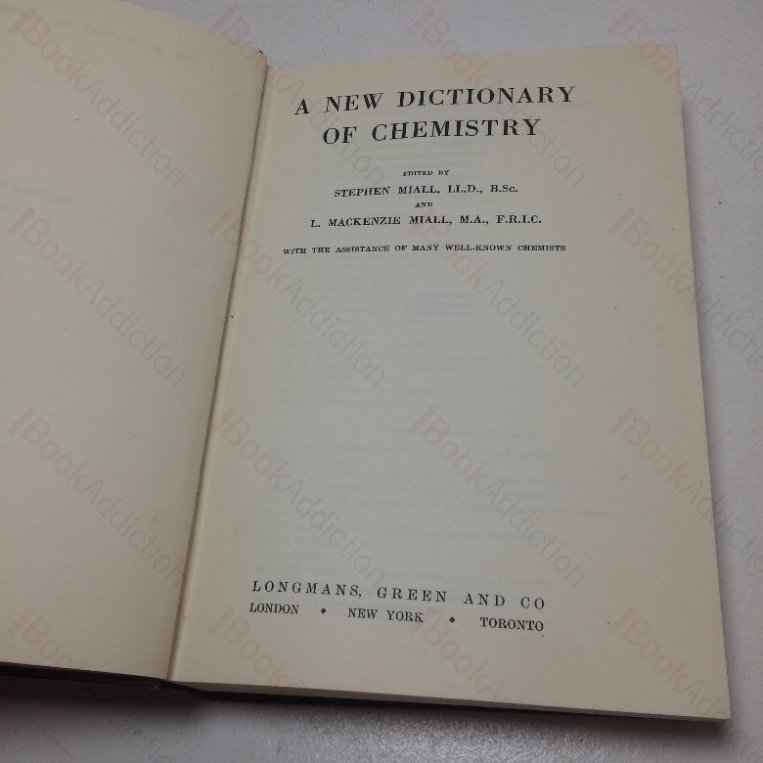 A NEW DICTIONARY
OF CHEMISTRY
EDITED BY
STEPHEN MIALL, LL.D., B.Sc.
AND
L. MACKENZIE MIALL, M.A., F.R.I.C.
WITH THE ASSISTANCE OF MANY WELL-KNOWN CHEMISTS
LONGMANS, GREEN AND CO
LONDON ♦ NEW YORK ♦ TORONTO
BookAddiction